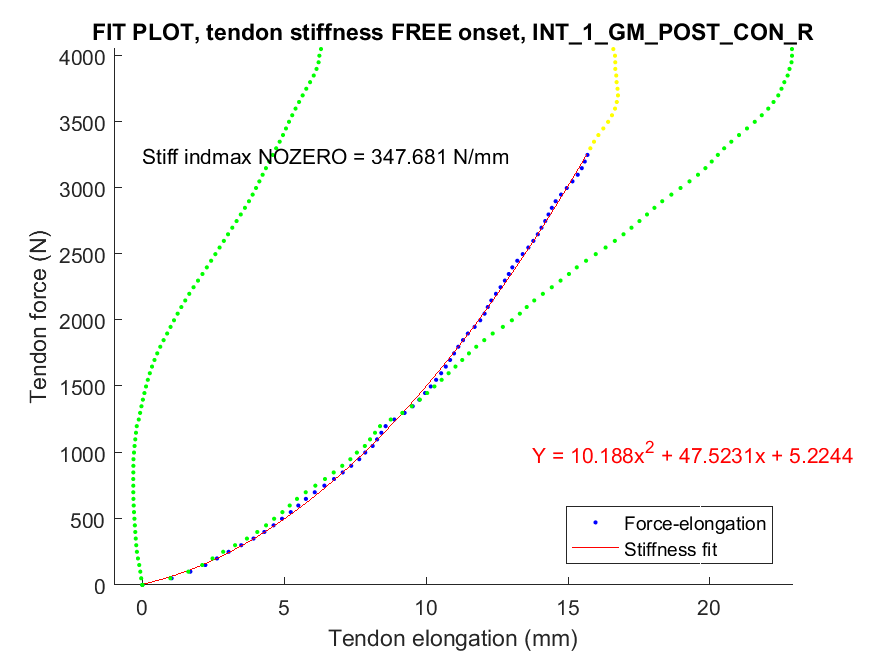 FIT PLOT, tendon stiffness FREE onset, INT_1_GM_POST_CON_R
4000
3500
Stiff indmax NOZERO = 347.681 N/mm
3000
2500
Tendon force (N)
2000
1500
1000
Y = 10.188x² + 47.5231x + 5.2244
500
Force-elongation
Stiffness fit
0
0 5 10 15 20
Tendon elongation (mm)